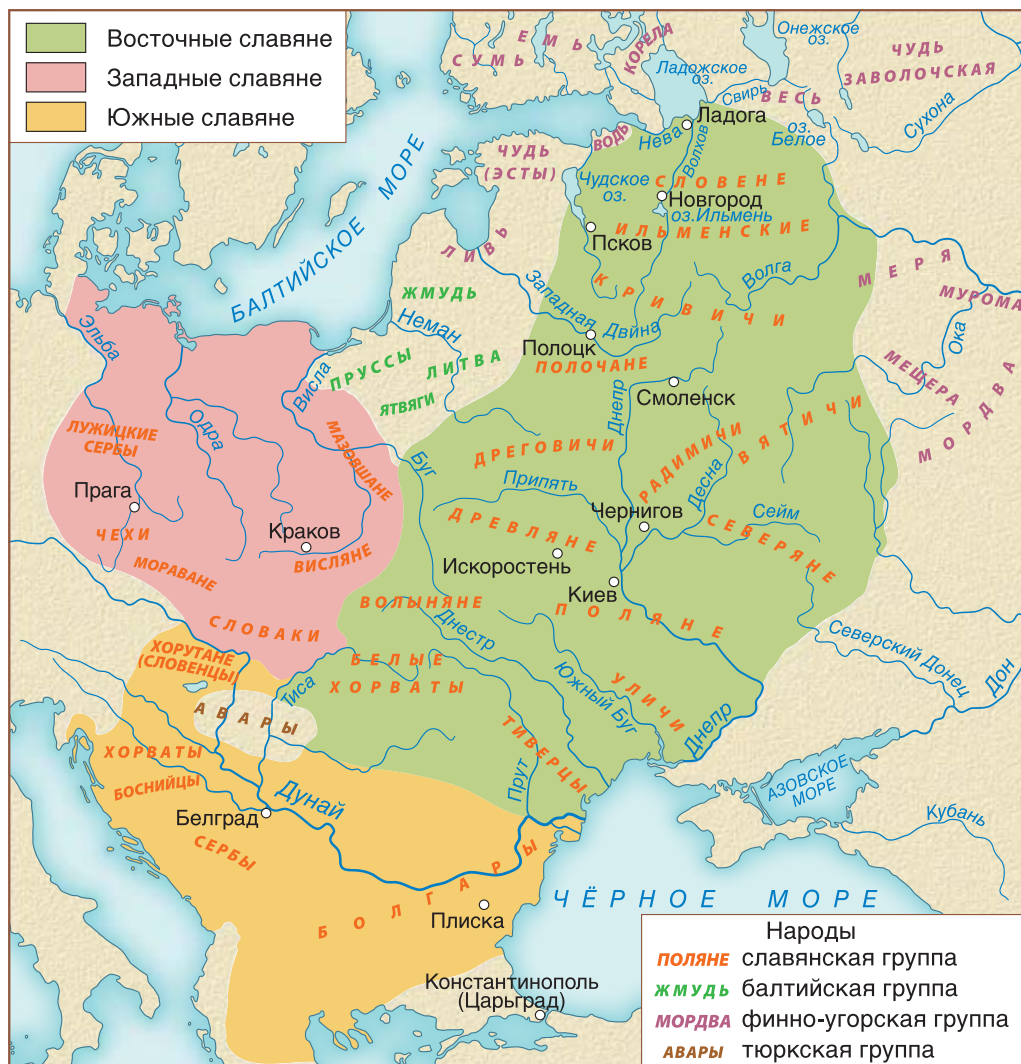 Восточные славяне
Западные славяне
Южные славяне
ЕМЬ
СУМЬ
КОРЕЛА
Онежское
оз.
ЧУДЬ
ЗАВОЛОЧСКАЯ
Ладожское
оз.
Свирь
ВЕСЬ
Сухона
Ладога
оз.
Белое
ВОДЬ
Нева
Волхов
ЧУДЬ
(ЭСТЫ)
Чудское
оз.
СЛОВЕНЕ
Новгород
оз.Ильмень
ИЛЬМЕНСКИЕ
Псков
БАЛТИЙСКОЕ МОРЕ
ЛИВЬ
КРИВИЧИ
Волга
МЕРЯ
МУРОМА
Ока
МЕЩЕРА
МОРДВА
ЖМУДЬ
Неман
Западная
Двина
Полоцк
ПОЛОЧАНЕ
Эльба
Висла
ПРУССЫ
ЛИТВА
ЯТВЯГИ
Днепр
Смоленск
Одра
ЛУЖИЦКИЕ
СЕРБЫ
МАЗОВШАНЕ
Буг
ДРЕГОВИЧИ
РАДИМИЧИ
ВЯТИЧИ
Десна
Прага
Припять
Чернигов
Сейм
Краков
ЧЕХИ
ВИСЛЯНЕ
ДРЕВЛЯНЕ
СЕВЕРЯНЕ
Искоростень
МОРАВАНЕ
Киев
ВОЛЫНЯНЕ
ПОЛЯНЕ
СЛОВАКИ
Днестр
Северский Донец
Дон
ХОРУТАНЕ
(СЛОВЕНЦЫ)
БЕЛЫЕ
ХОРВАТЫ
Тиса
Южный Буг
УЛИЧИ
Днепр
АВАРЫ
ТИВЕРЦЫ
Прут
ХОРВАТЫ
БОСНИЙЦЫ
Дунай
Белград
СЕРБЫ
АЗОВСКОЕ
МОРЕ
Кубань
БОЛГАРЫ
Плиска
ЧЁРНОЕ МОРЕ
Константинополь
(Царьград)
Народы
ПОЛЯНЕ славянская группа
ЖМУДЬ балтийская группа
МОРДВА финно-угорская группа
АВАРЫ тюркская группа